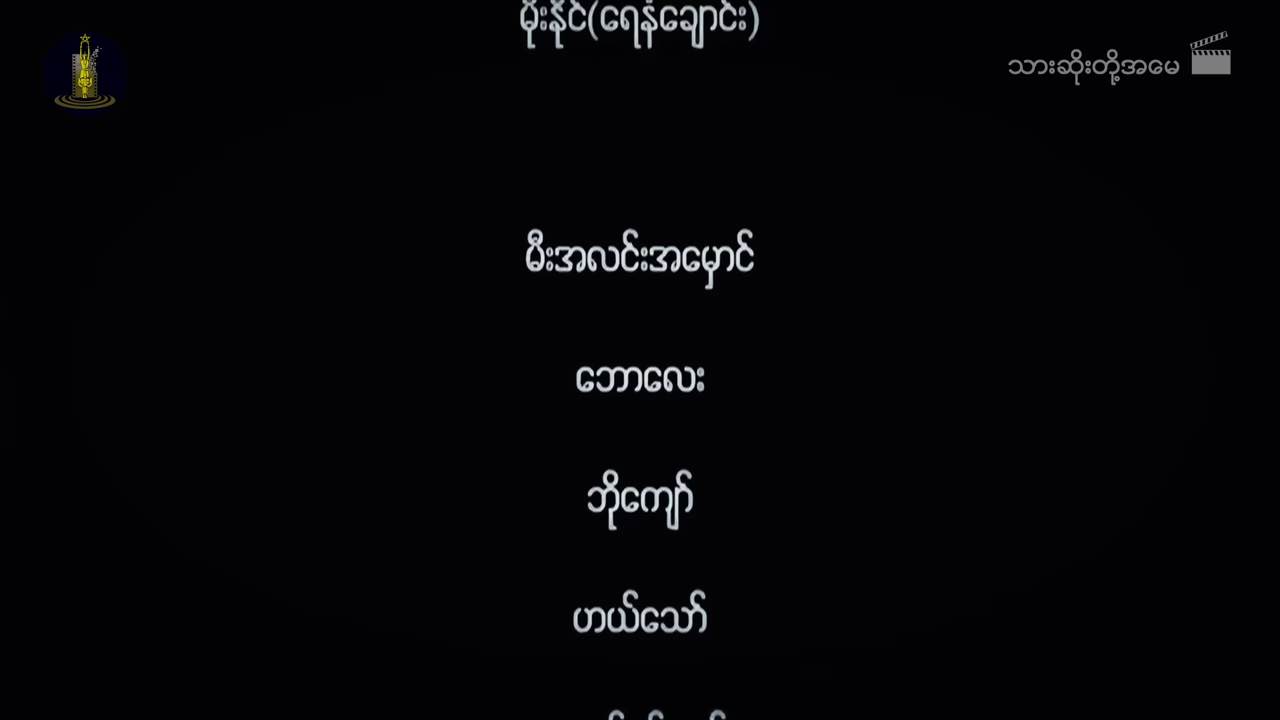 မိုးနိုင်(ရေနံချောင်း)
သားဆိုးတို့အမေ
မီးအလင်းအမှောင်
ဘောလေး
ဘိုကျော်
ဟယ်သော်